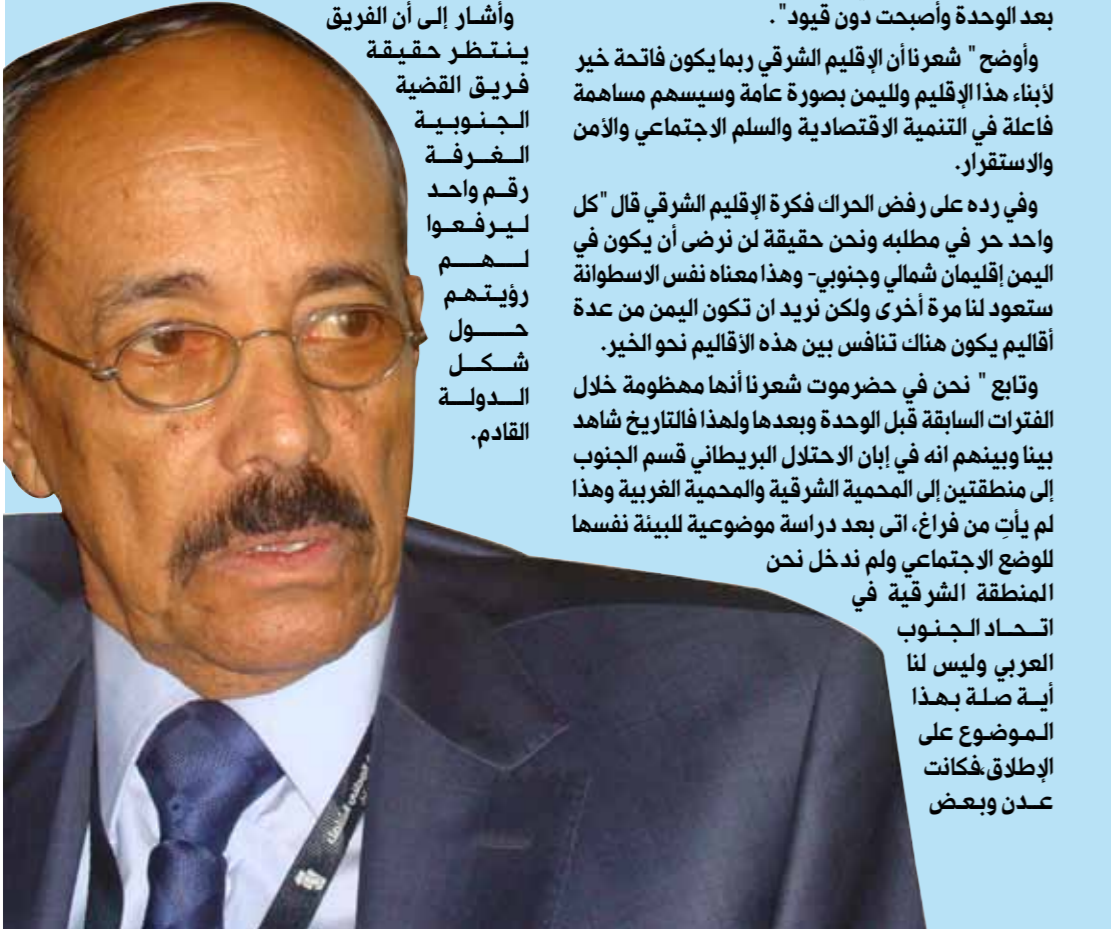 بعد الوحدة وأصبحت دون قيود".
وأوضح " شعرنا أن الإقليم الشرقي ربما يكون فاتحة خير
لأبناء هذا الإقليم ولليمن بصورة عامة وسيسهم مساهمة
فاعلة في التنمية الاقتصادية والسلم الاجتماعي والأمن
والاستقرار.
وفي رده على رفض الحراك فكرة الإقليم الشرقي قال "كل
واحد حر في مطلبه ونحن حقيقة لن نرضى أن يكون في
اليمن إقليمان شمالي وجنوبي- وهذا معناه نفس الاسطوانة
ستعود لنا مرة أخرى ولكن نريد ان تكون اليمن من عدة
أقاليم يكون هناك تنافس بين هذه الأقاليم نحو الخير.
وتابع " نحن في حضرموت شعرنا أنها مهظومة خلال
الفترات السابقة قبل الوحدة وبعدها ولهذا فالتاريخ شاهد
بينا وبينهم انه في إبان الاحتلال البريطاني قسم الجنوب
إلى منطقتين إلى المحمية الشرقية والمحمية الغربية وهذا
لم يأتِ من فراغ، اتى بعد دراسة موضوعية للبيئة نفسها
للوضع الاجتماعي ولم ندخل نحن
المنطقة الشرقية في
اتحاد الجنوب
العربي وليس لنا
أية صلة بهذا
الموضوع على
الإطلاق،فكانت
عدن وبعض
وأشار إلى أن الفريق
ينتظر حقيقة
فريق القضية
الجنوبية
الغرفة
رقم واحد
ليرفعوا
لهم
رؤيتهم
حول
شكل
الدولة
القادم.